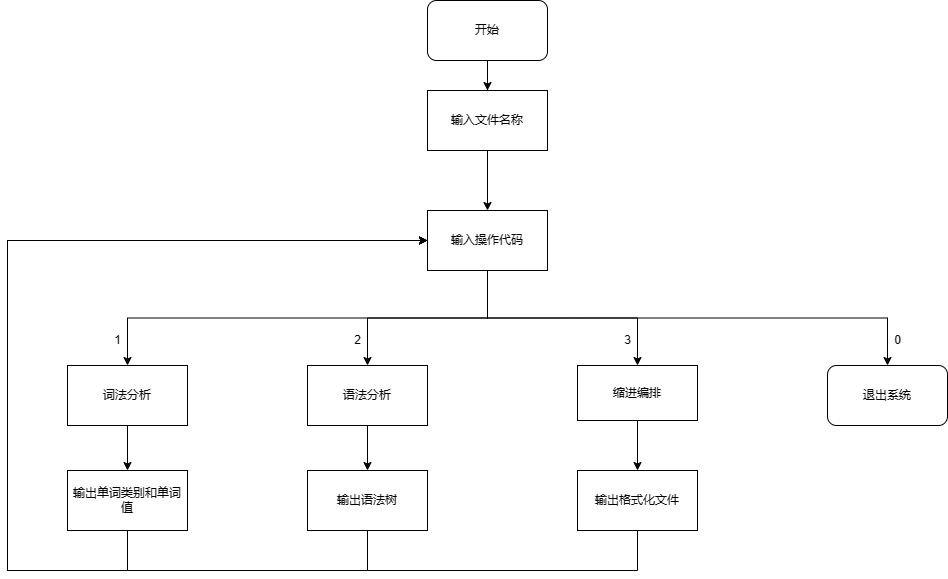 开始
输入文件名称
输入操作代码
1
2
3
0
词法分析
语法分析
缩进编排
退出系统
输出单词类别和单词
值
输出语法树
输出格式化文件